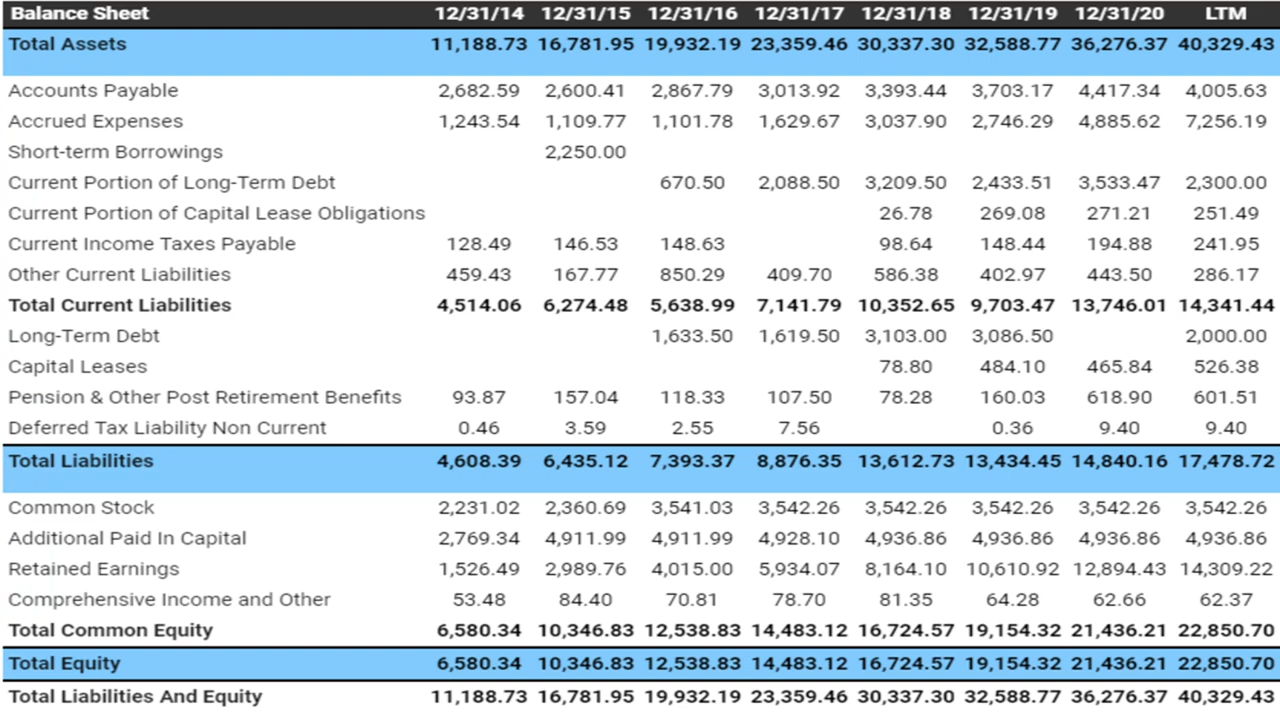 Balance Sheet 12/31/14 12/31/15 12/31/16 12/31/17 12/31/18 12/31/19 12/31/20 LTM
Total Assets 11,188.73 16,781.95 19,932.19 23,359.46 30,337.30 32,588.77 36,276.37 40,329.43
Accounts Payable 2,682.59 2,600.41 2,867.79 3,013.92 3,393.44 3,703.17 4,417.34 4,005.63
Accrued Expenses 1,243.54 1,109.77 1,101.78 1,629.67 3,037.90 2,746.29 4,885.62 7,256.19
Short-term Borrowings 2,250.00
Current Portion of Long-Term Debt 670.50 2,088.50 3,209.50 2,433.51 3,533.47 2,300.00
Current Portion of Capital Lease Obligations 26.78 269.08 271.21 251.49
Current Income Taxes Payable 128.49 146.53 148.63 98.64 148.44 194.88 241.95
Other Current Liabilities 459.43 167.77 850.29 409.70 586.38 402.97 443.50 286.17
Total Current Liabilities 4,514.06 6,274.48 5,638.99 7,141.79 10,352.65 9,703.47 13,746.01 14,341.44
Long-Term Debt 1,633.50 1,619.50 3,103.00 3,086.50 2,000.00
Capital Leases 78.80 484.10 465.84 526.38
Pension & Other Post Retirement Benefits 93.87 157.04 118.33 107.50 78.28 160.03 618.90 601.51
Deferred Tax Liability Non Current 0.46 3.59 2.55 7.56 0.36 9.40 9.40
Total Liabilities 4,608.39 6,435.12 7,393.37 8,876.35 13,612.73 13,434.45 14,840.16 17,478.72
Common Stock 2,231.02 2,360.69 3,541.03 3,542.26 3,542.26 3,542.26 3,542.26 3,542.26
Additional Paid In Capital 2,769.34 4,911.99 4,911.99 4,928.10 4,936.86 4,936.86 4,936.86 4,936.86
Retained Earnings 1,526.49 2,989.76 4,015.00 5,934.07 8,164.10 10,610.92 12,894.43 14,309.22
Comprehensive Income and Other 53.48 84.40 70.81 78.70 81.35 64.28 62.66 62.37
Total Common Equity 6,580.34 10,346.83 12,538.83 14,483.12 16,724.57 19,154.32 21,436.21 22,850.70
Total Equity 6,580.34 10,346.83 12,538.83 14,483.12 16,724.57 19,154.32 21,436.21 22,850.70
Total Liabilities And Equity 11,188.73 16,781.95 19,932.19 23,359.46 30,337.30 32,588.77 36,276.37 40,329.43